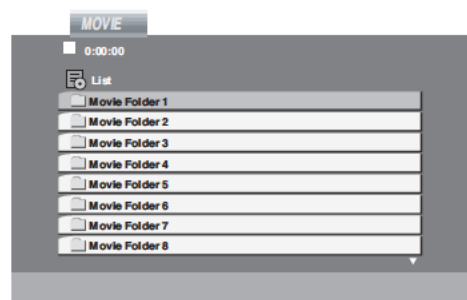 MOVIE
0:00:00
List
Movie Folder 1
Movie Folder 2
Movie Folder 3
Movie Folder 4
Movie Folder 5
Movie Folder 6
Movie Folder 7
Movie Folder 8